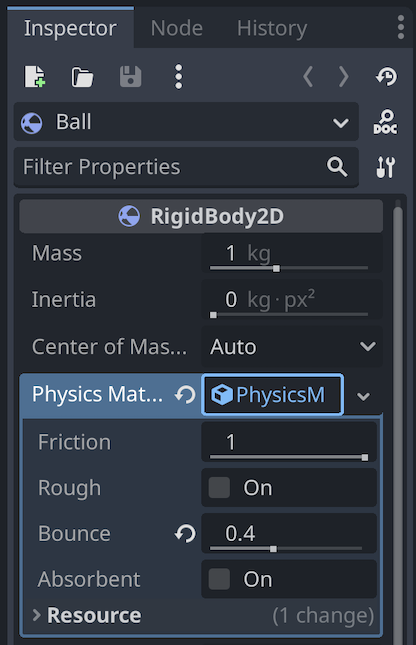 Inspector Node History
Ball DOC
Filter Properties
RigidBody2D
Mass 1 kg
Inertia 0 kg·px²
Center of Mas... Auto
Physics Mat... PhysicsM
Friction 1
Rough On
Bounce 0.4
Absorbent On
Resource (1 change)